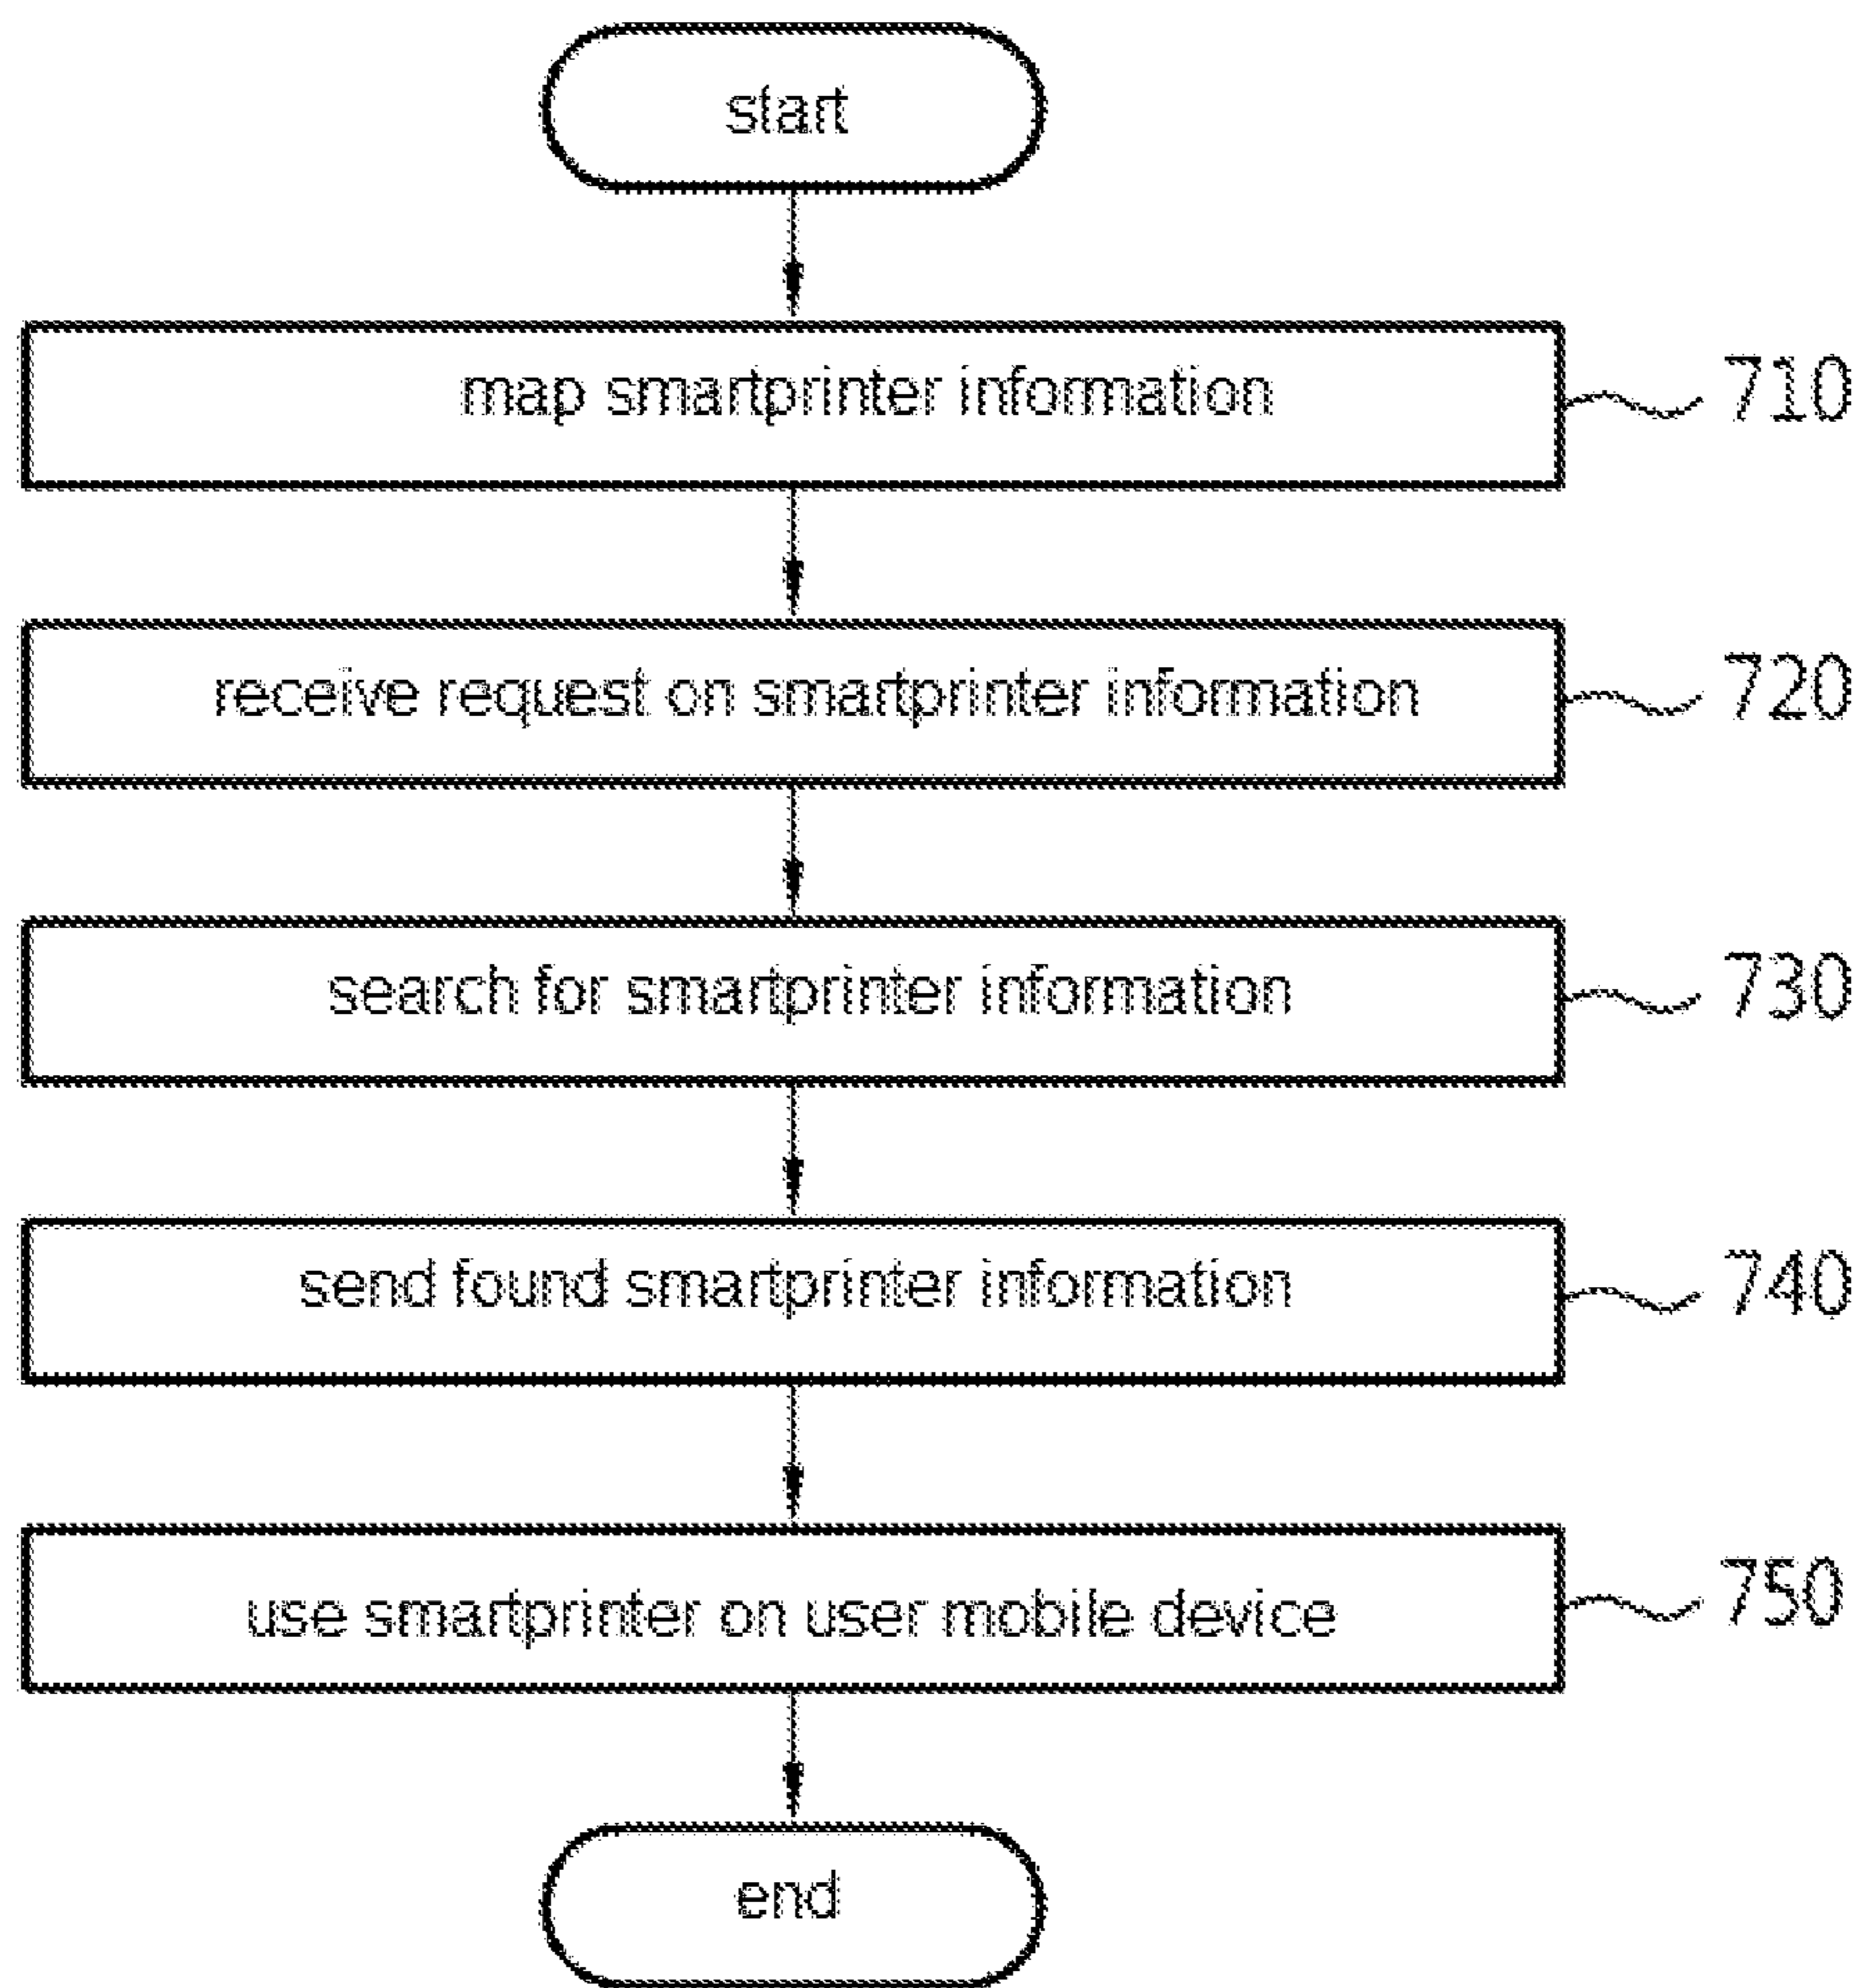 start
map smartprinter information
710
receive request on smartprinter information
720
search for smartprinter information
730
send found smartprinter information
740
use smartprinter on user mobile device
750
end